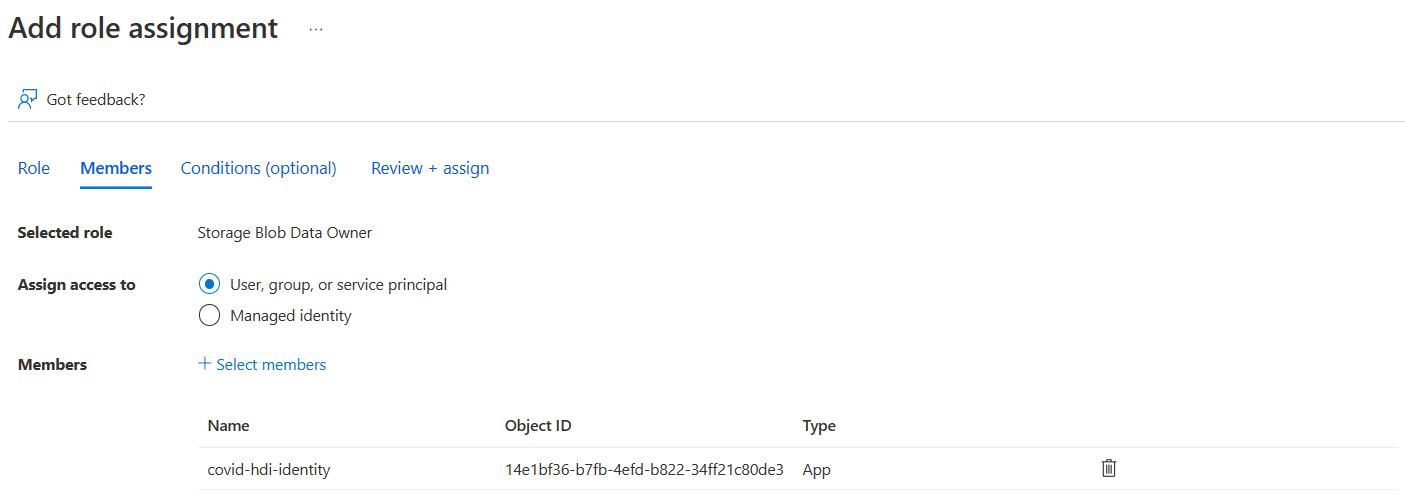 Add role assignment ...
Got feedback?
Role Members Conditions (optional) Review + assign
Selected role Storage Blob Data Owner
Assign access to User, group, or service principal
Managed identity
Members + Select members
Name Object ID Type
covid-hdi-identity 14e1bf36-b7fb-4efd-b822-34ff21c80de3 App